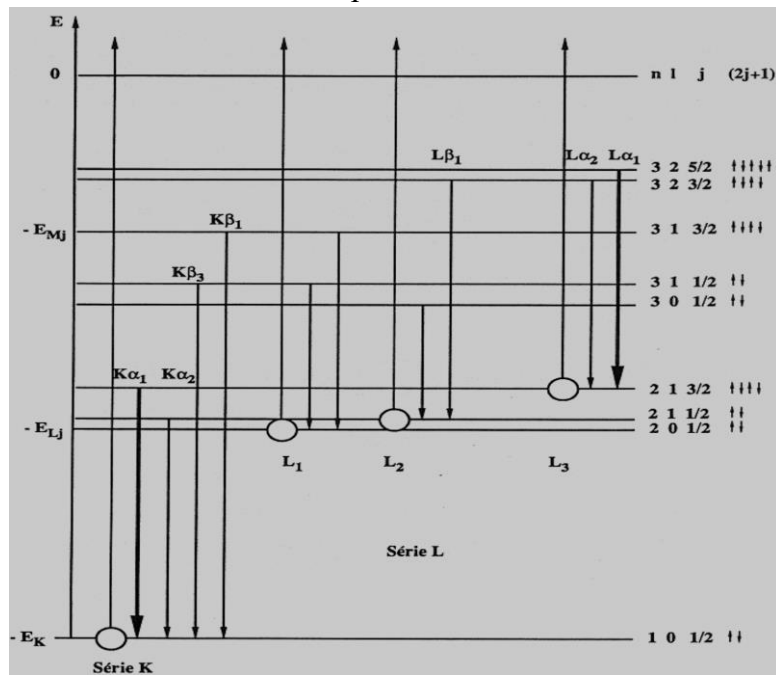 E
0 n l j (2j+1)
Lβ1 Lα2 Lα1
3 2 5/2
3 2 3/2
Kβ1
- EMj 3 1 3/2
Kβ3
3 1 1/2
3 0 1/2
Kα1 Kα2
2 1 3/2
2 1 1/2
- ELj 2 0 1/2
L1 L2 L3
Série L
- EK 1 0 1/2
Série K